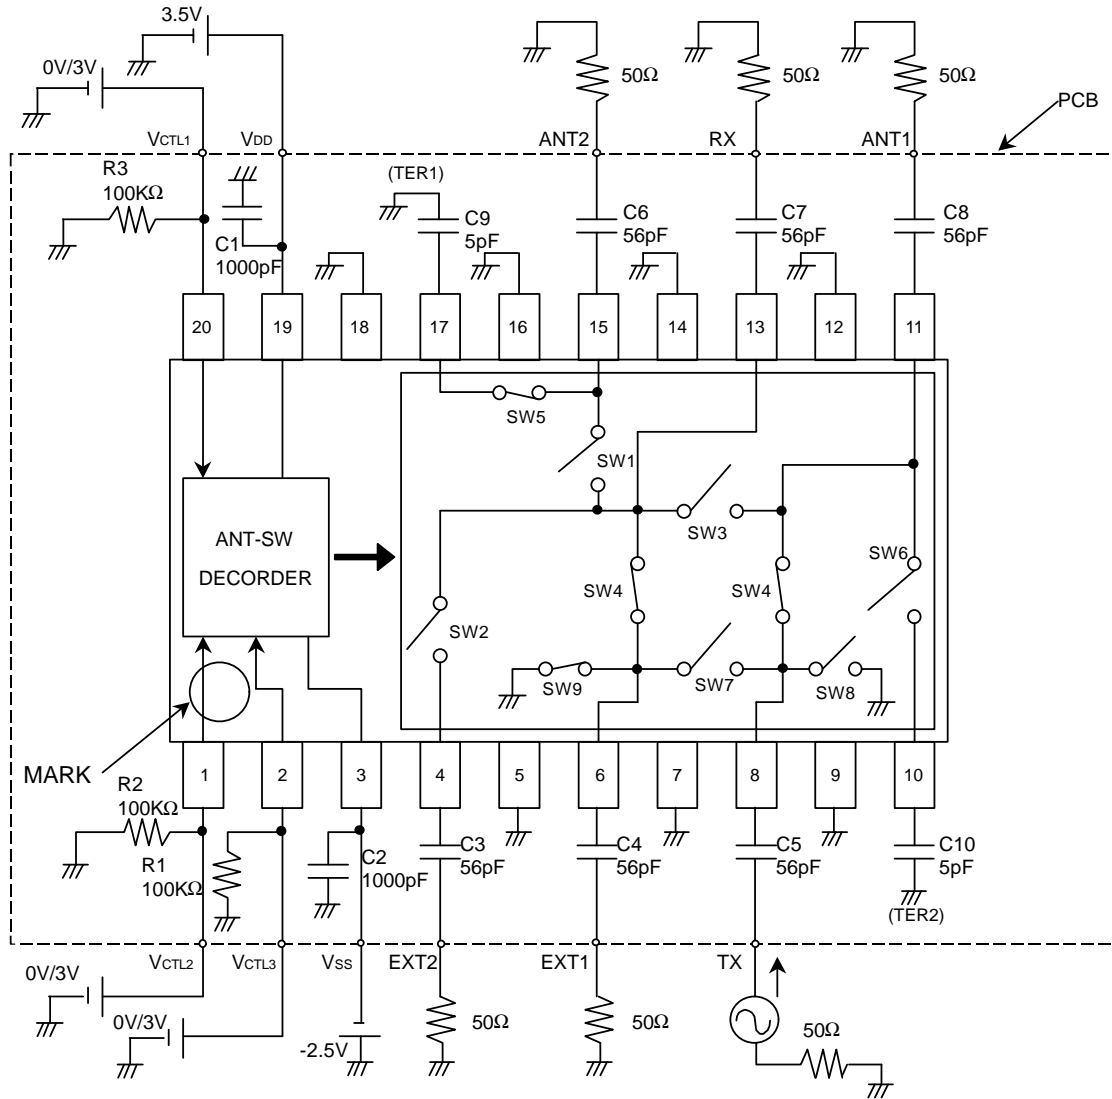 3.5V
0V/3V
50Ω
50Ω
50Ω
PCB
VCTL1
VDD
ANT2
RX
ANT1
R3
100KΩ
(TER1)
C1
1000pF
C9
5pF
C6
56pF
C7
56pF
C8
56pF
20
19
18
17
16
15
14
13
12
11
SW5
SW1
SW3
ANT-SW
DECORDER
SW4
SW4
SW6
SW2
SW9
SW7
SW8
MARK
1
2
3
4
5
6
7
8
9
10
R2
100KΩ
R1
100KΩ
C2
1000pF
C3
56pF
C4
56pF
C5
56pF
C10
5pF
(TER2)
VCTL2
VCTL3
VSS
EXT2
EXT1
TX
0V/3V
0V/3V
-2.5V
50Ω
50Ω
50Ω